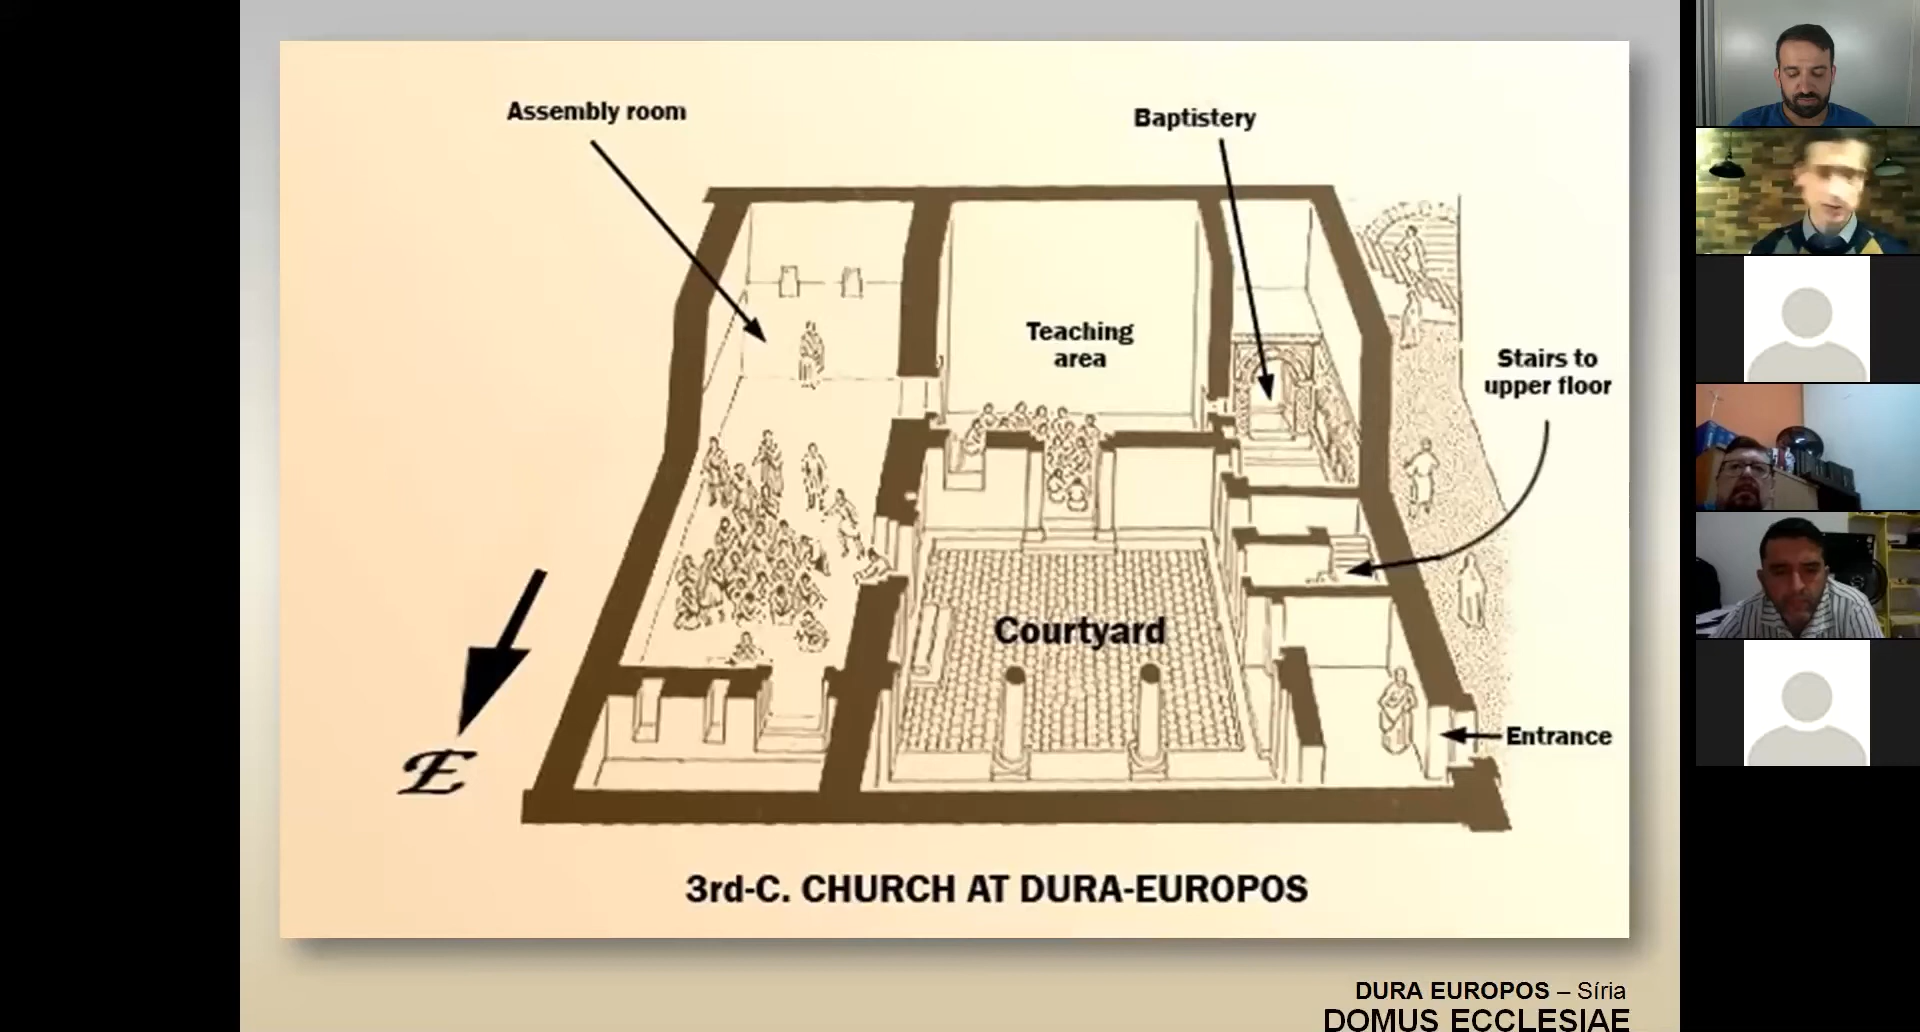 Assembly room
Baptistery
Teaching
area
Stairs to
upper floor
Courtyard
Entrance
E
3rd-C. CHURCH AT DURA-EUROPOS
DURA EUROPOS – Síria
DOMUS ECCLESIAE